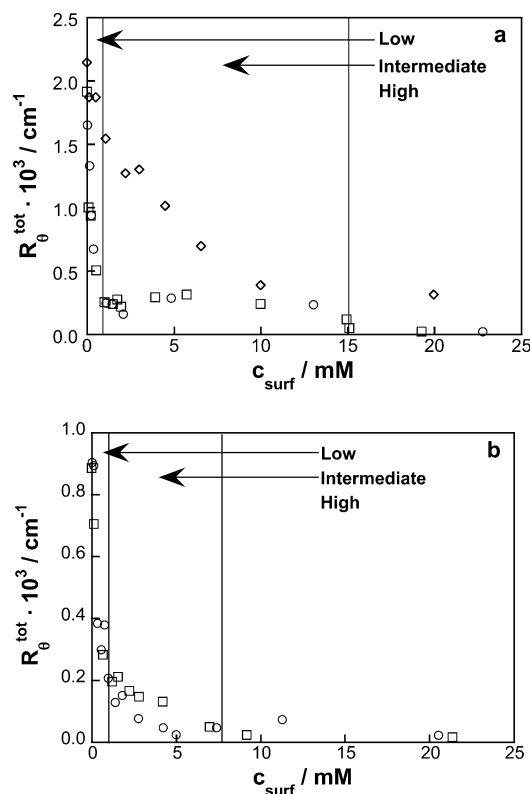 a
Low
Intermediate
High
2.5
2.0
1.5
1.0
0.5
0.0
R_θ^tot · 10^3 / cm^-1
0 5 10 15 20 25
c_surf / mM
b
Low
Intermediate
High
1.0
0.8
0.6
0.4
0.2
0.0
R_θ^tot · 10^3 / cm^-1
0 5 10 15 20 25
c_surf / mM